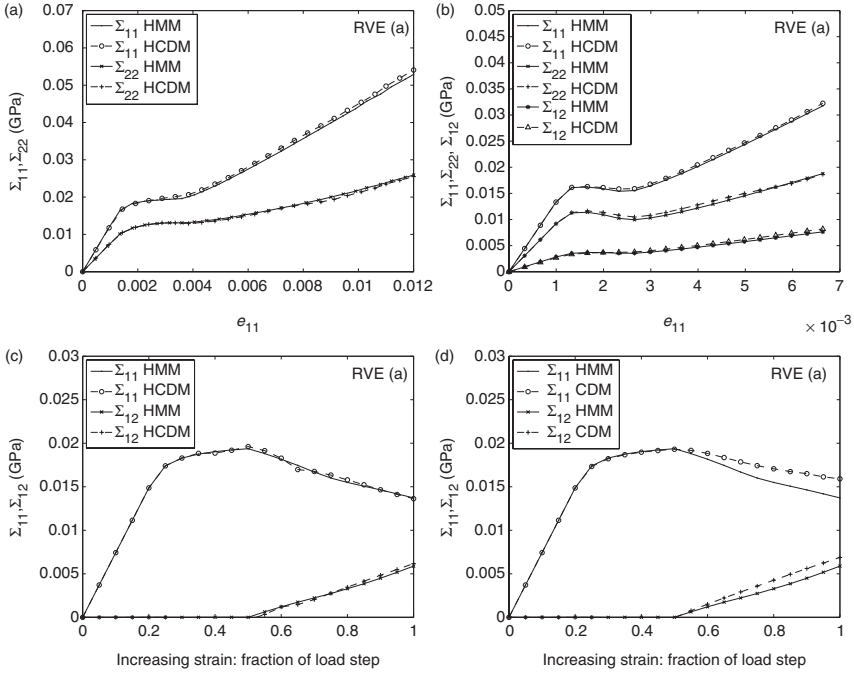 (a)
0.07
0.06
0.05
0.04
0.03
0.02
0.01
0
Σ11,Σ22 (GPa)
Σ11 HMM
Σ11 HCDM
Σ22 HMM
Σ22 HCDM
RVE (a)
0 0.002 0.004 0.006 0.008 0.01 0.012
e11
(b)
0.05
0.045
0.04
0.035
0.03
0.025
0.02
0.015
0.01
0.005
0
Σ11,Σ22, Σ12 (GPa)
Σ11 HMM
Σ11 HCDM
Σ22 HMM
Σ22 HCDM
Σ12 HMM
Σ12 HCDM
RVE (a)
0 1 2 3 4 5 6 7
e11
× 10−3
(c)
0.03
0.025
0.02
0.015
0.01
0.005
0
Σ11,Σ12 (GPa)
Σ11 HMM
Σ11 HCDM
Σ12 HMM
Σ12 HCDM
RVE (a)
0 0.2 0.4 0.6 0.8 1
Increasing strain: fraction of load step
(d)
0.03
0.025
0.02
0.015
0.01
0.005
0
Σ11,Σ12 (GPa)
Σ11 HMM
Σ11 CDM
Σ12 HMM
Σ12 CDM
RVE (a)
0 0.2 0.4 0.6 0.8 1
Increasing strain: fraction of load step